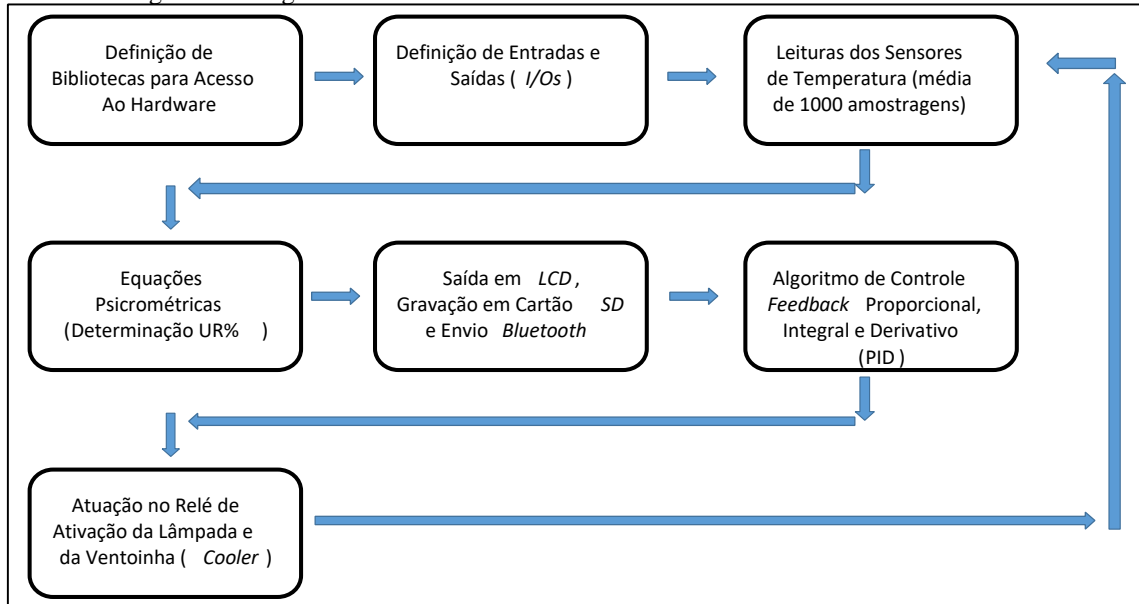 Definição de
Bibliotecas para Acesso
Ao Hardware
Definição de Entradas e
Saídas ( I/Os )
Leituras dos Sensores
de Temperatura (média
de 1000 amostragens)
Equações
Psicrométricas
(Determinação UR% )
Saída em LCD ,
Gravação em Cartão SD
e Envio Bluetooth
Algoritmo de Controle
Feedback Proporcional,
Integral e Derivativo
(PID )
Atuação no Relé de
Ativação da Lâmpada e
da Ventoinha ( Cooler )